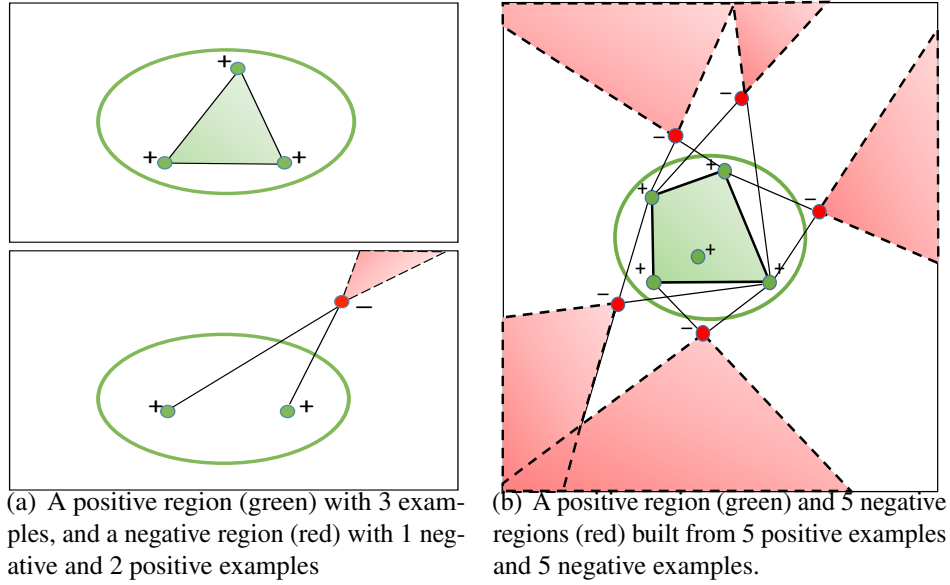 +
+ +
−
+ +
−
−
−
+ +
+
+ +
−
−
(a) A positive region (green) with 3 exam-
ples, and a negative region (red) with 1 neg-
ative and 2 positive examples
(b) A positive region (green) and 5 negative
regions (red) built from 5 positive examples
and 5 negative examples.